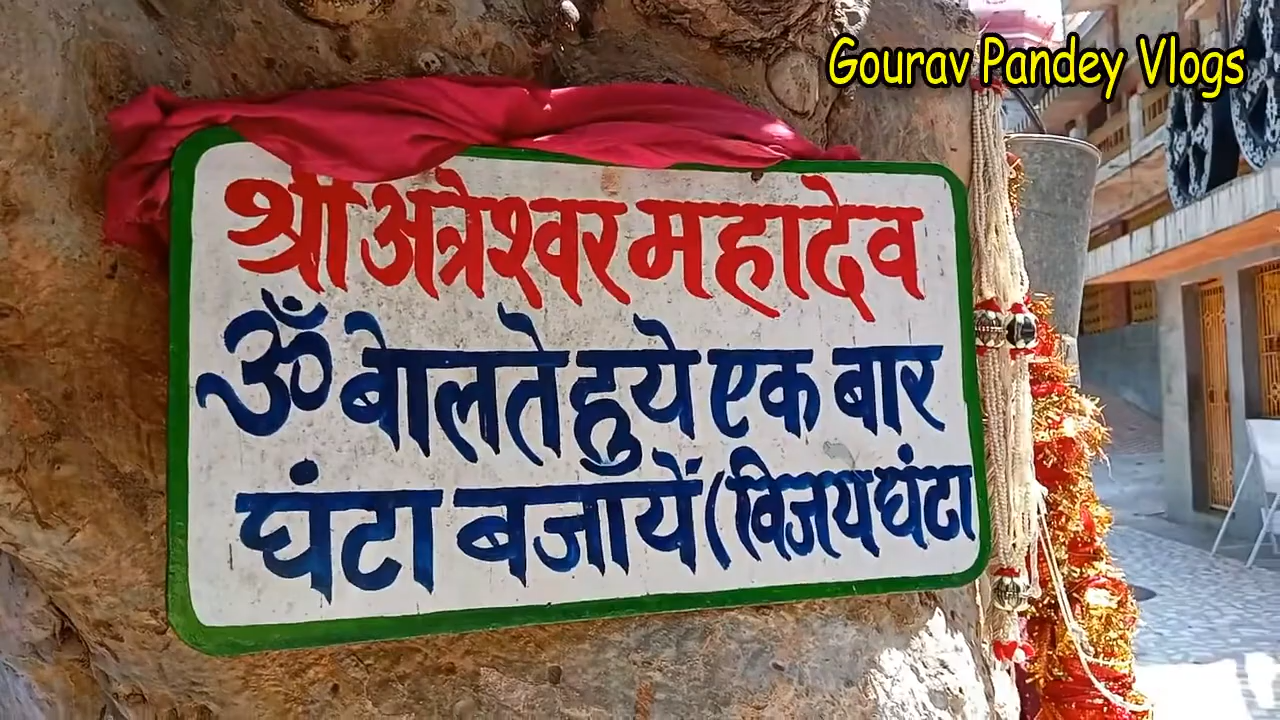 Gourav Pandey Vlogs
श्री अत्रेश्वर महादेव
ॐ बोलते हुये एक बार
घंटा बजायें (विजय घंटा